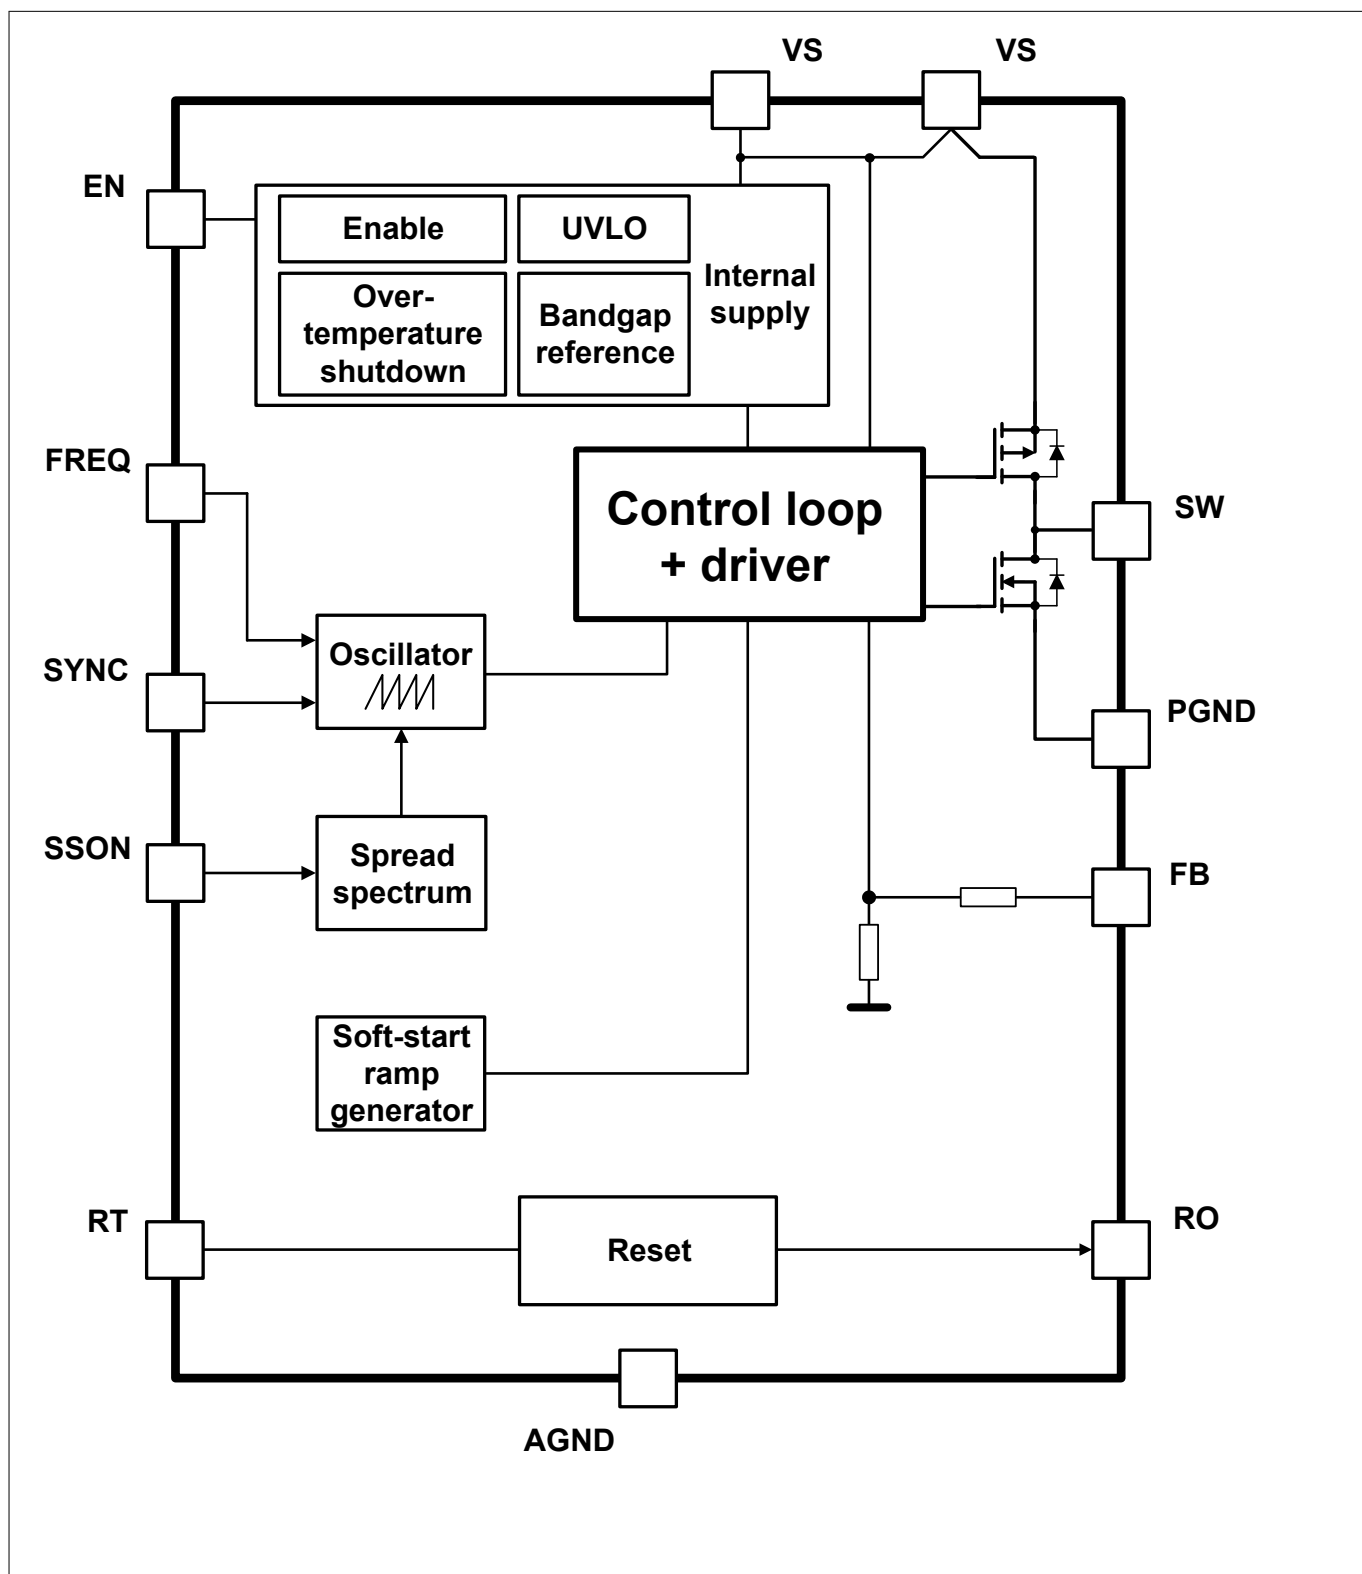 VS
VS
EN
Enable
UVLO
Internal
supply
Over-
temperature
shutdown
Bandgap
reference
FREQ
Control loop
+ driver
SW
Oscillator
SYNC
PGND
SSON
Spread
spectrum
FB
Soft-start
ramp
generator
RT
Reset
RO
AGND